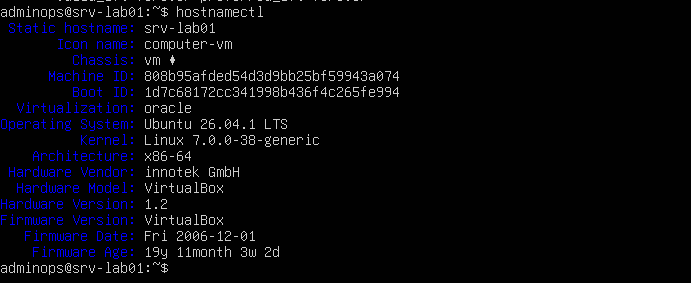 adminops@srv-lab01:~$ hostnamectl
Static hostname: srv-lab01
Icon name: computer-vm
Chassis: vm ♦
Machine ID: 808b95afded54d3d9bb25bf59943a074
Boot ID: 1d7c68172cc341998b436f4c265fe994
Virtualization: oracle
Operating System: Ubuntu 26.04.1 LTS
Kernel: Linux 7.0.0-38-generic
Architecture: x86-64
Hardware Vendor: innotek GmbH
Hardware Model: VirtualBox
Hardware Version: 1.2
Firmware Version: VirtualBox
Firmware Date: Fri 2006-12-01
Firmware Age: 19y 11month 3w 2d
adminops@srv-lab01:~$